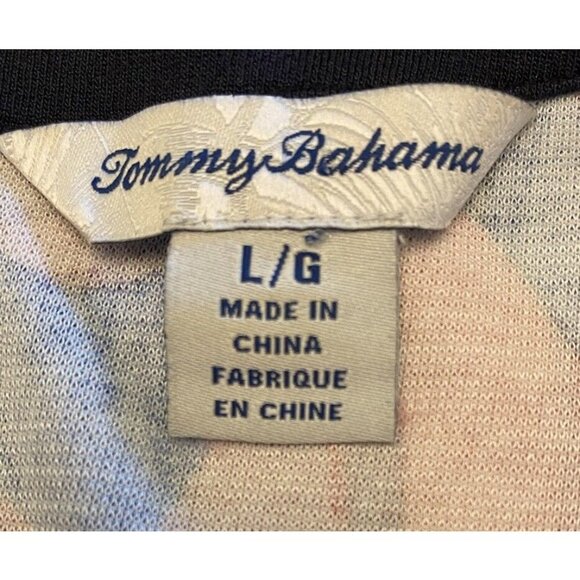 Tommy Bahama
L/G
MADE IN
CHINA
FABRIQUE
EN CHINE